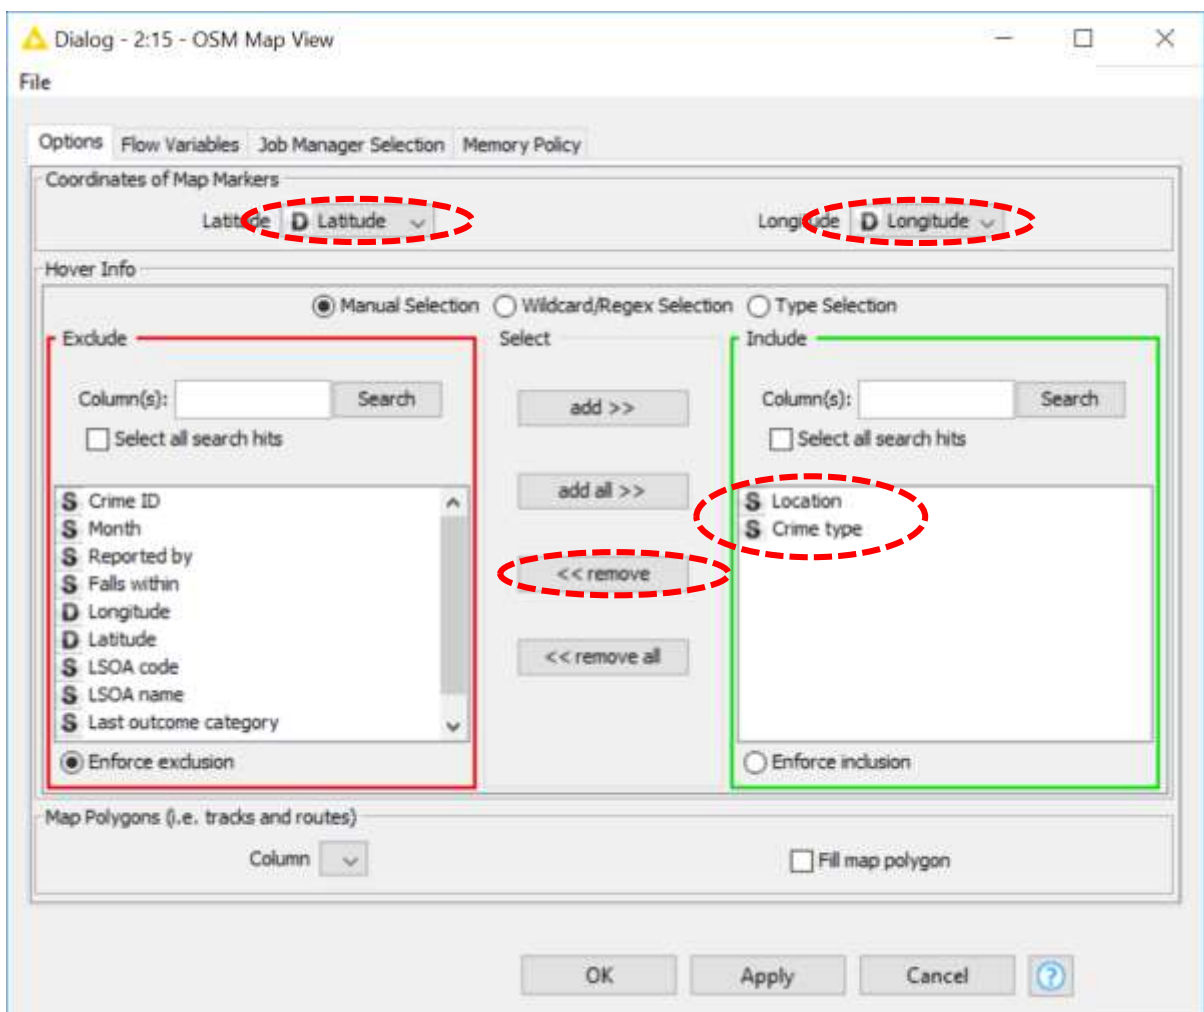 Dialog - 2:15 - OSM Map View
File
Options Flow Variables Job Manager Selection Memory Policy
Coordinates of Map Markers
Latitude D Latitude Longitude D Longitude
Hover Info
Manual Selection Wildcard/Regex Selection Type Selection
Exclude Select Include
Column(s): Search add >> Column(s): Search
Select all search hits Select all search hits
add all >>
S Crime ID S Location
S Month S Crime type
S Reported by
<< remove
S Falls within
D Longitude
D Latitude
<< remove all
S LSOA code
S LSOA name
S Last outcome category
Enforce exclusion Enforce inclusion
Map Polygons (i.e. tracks and routes)
Column Fill map polygon
OK Apply Cancel ?